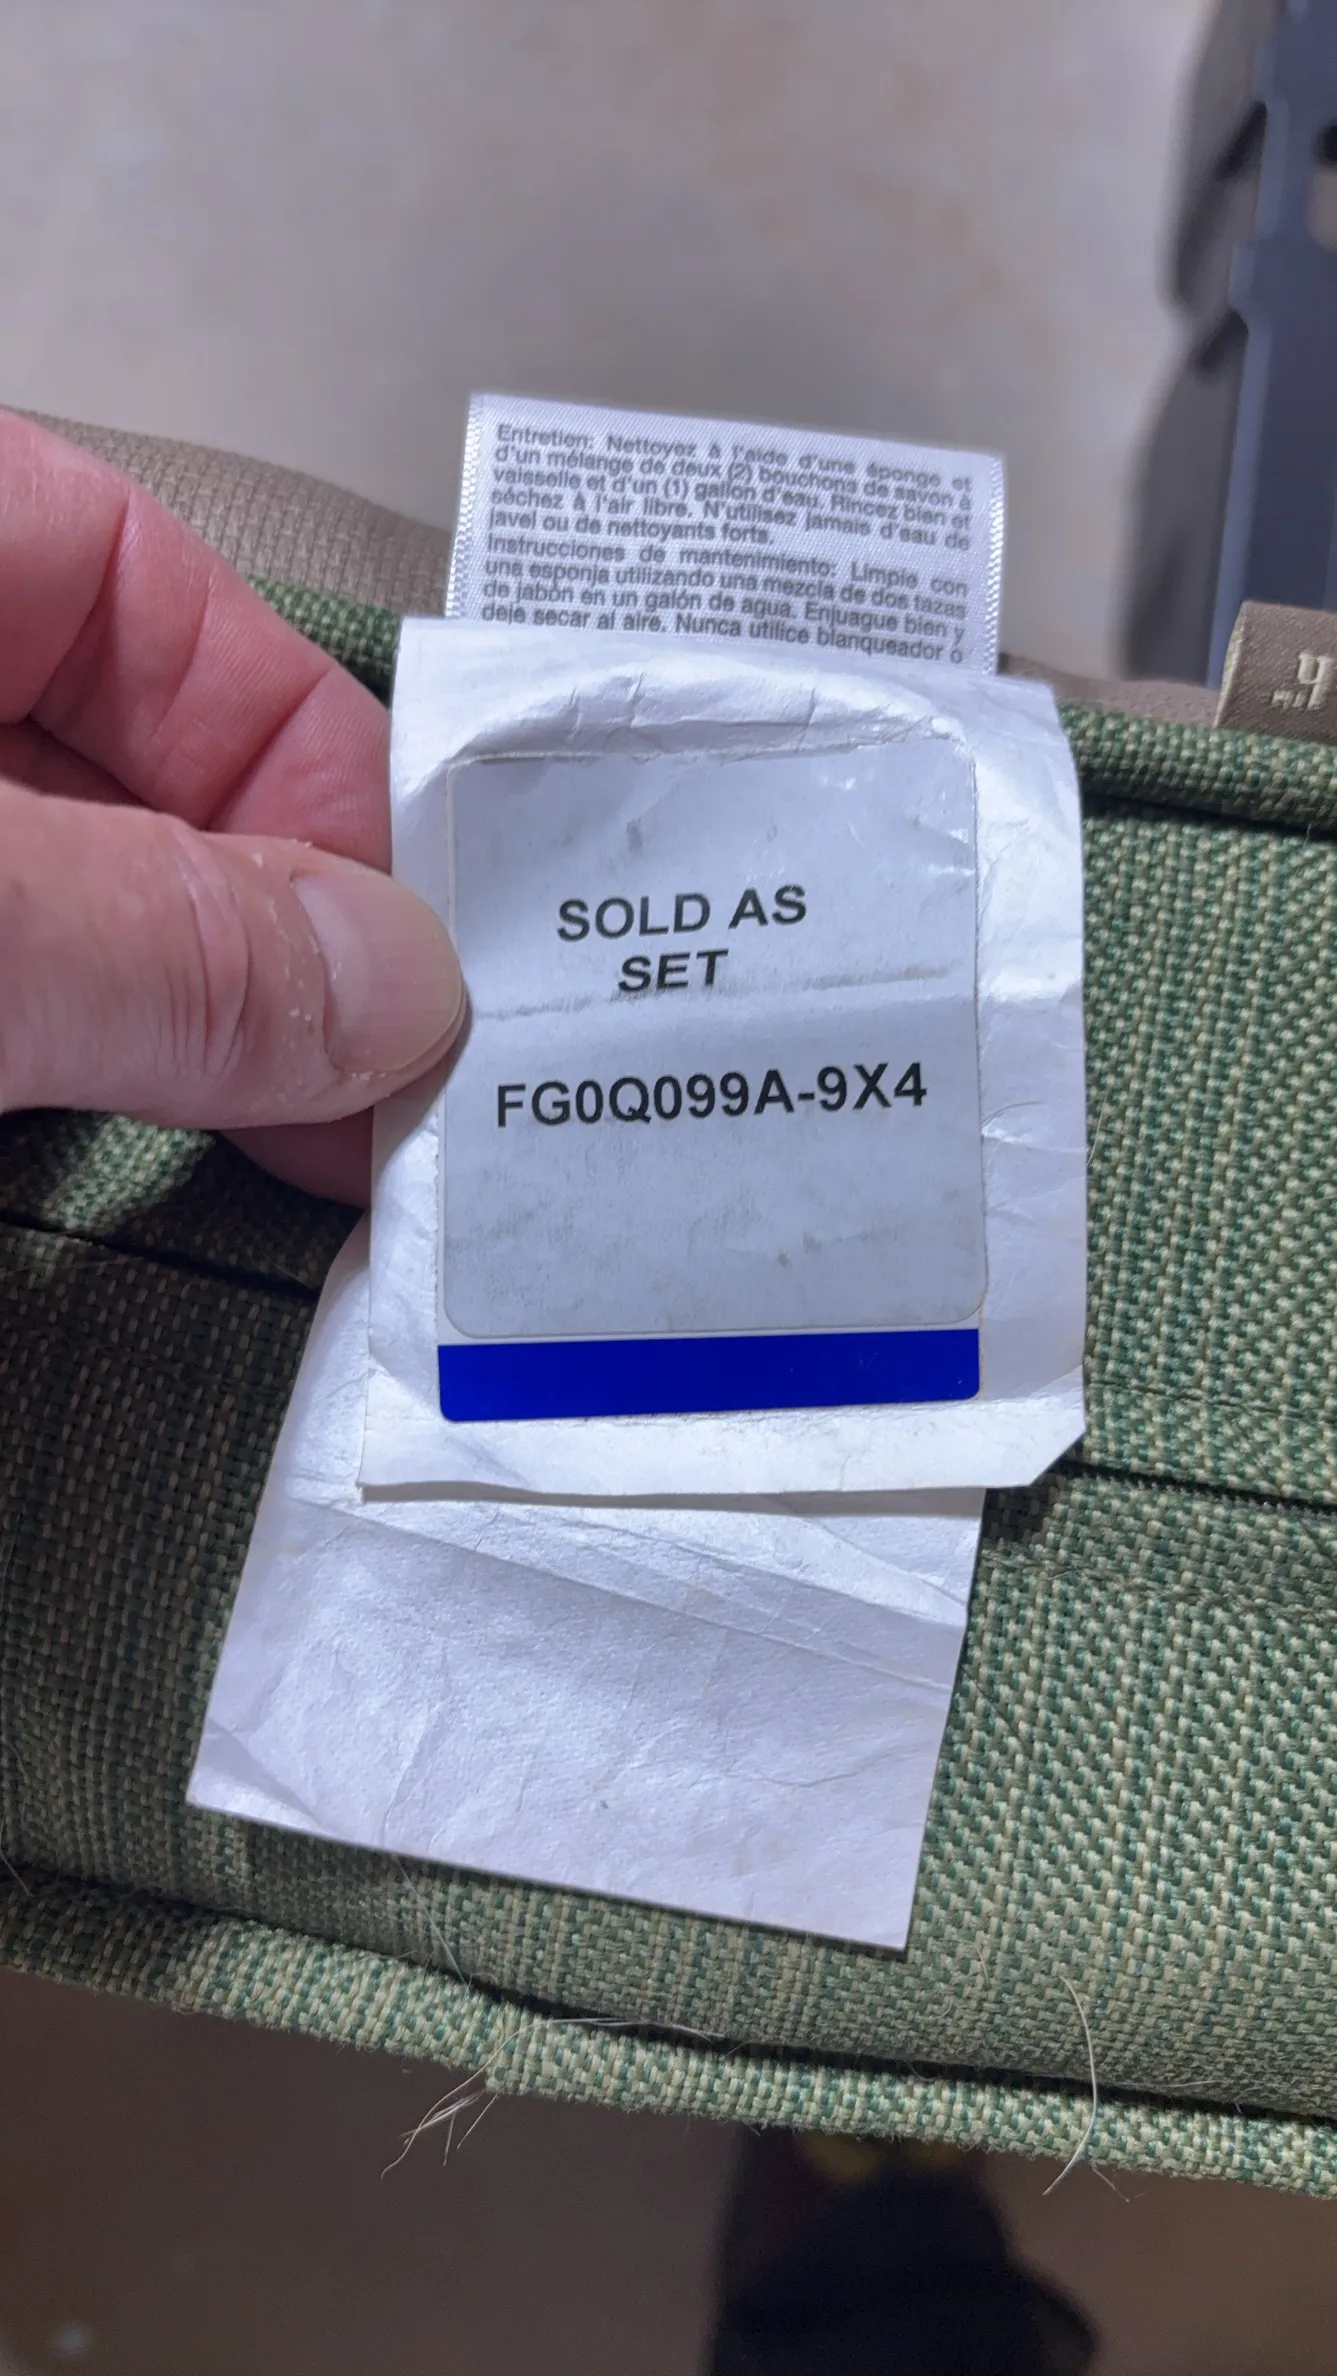 Entretien: Nettoyez à l'aide d'une éponge et
d'un mélange de deux (2) bouchons de savon à
vaisselle et d'un (1) gallon d'eau. Rincez bien et
séchez à l'air libre. N'utilisez jamais d'eau de
javel ou de nettoyants forts.
Instrucciones de mantenimiento: Limpie con
una esponja utilizando una mezcla de dos tazas
de jabón en un galón de agua. Enjuague bien y
deje secar al aire. Nunca utilice blanqueador o
SOLD AS
SET
FG0Q099A-9X4